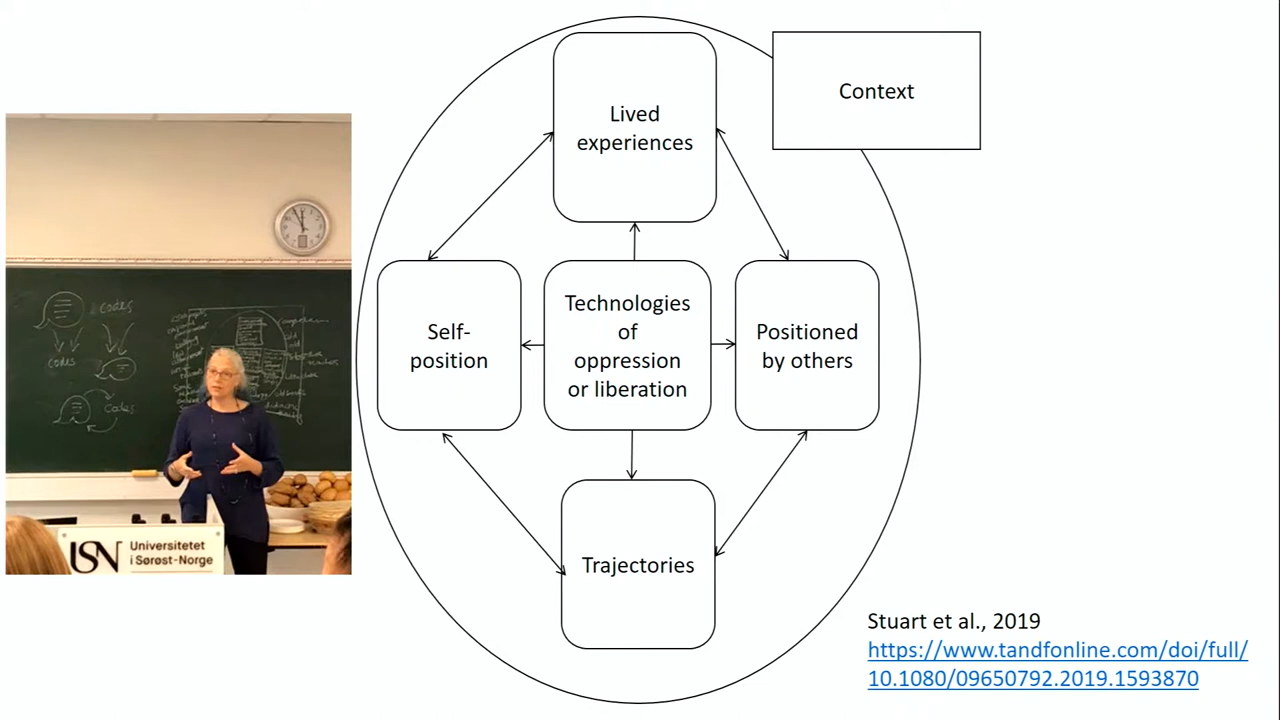 Lived
experiences
Context
Self-
position
Technologies
of
oppression
or liberation
Positioned
by others
Trajectories
codes
codes
Codes
USN
Universitetet
i Sørøst-Norge
Stuart et al., 2019
https://www.tandfonline.com/doi/full/
10.1080/09650792.2019.1593870